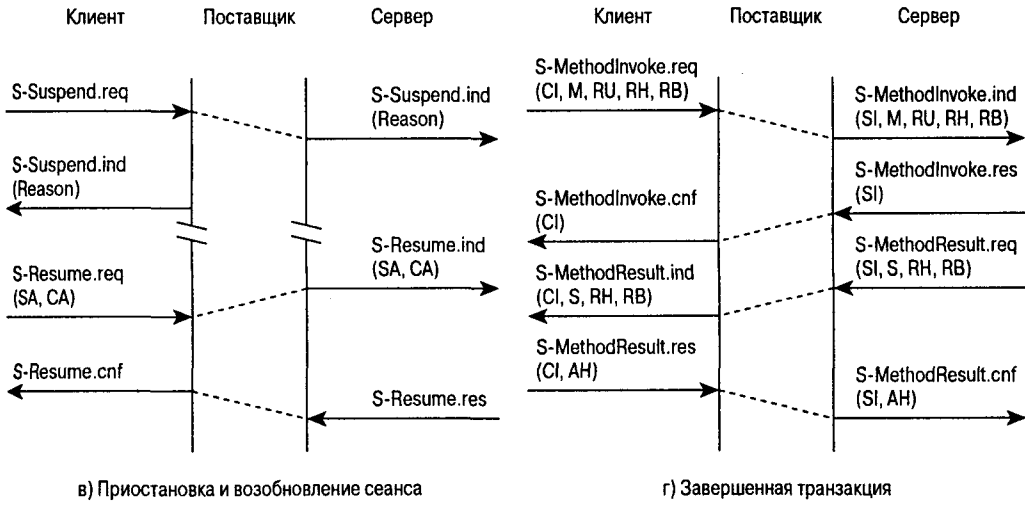 Клиент
Поставщик
Сервер
S-Suspend.req
S-Suspend.ind
(Reason)
S-Suspend.ind
(Reason)
S-Resume.ind
(SA, CA)
S-Resume.req
(SA, CA)
S-Resume.cnf
S-Resume.res
в) Приостановка и возобновление сеанса
Клиент
Поставщик
Сервер
S-MethodInvoke.req
(CI, M, RU, RH, RB)
S-MethodInvoke.ind
(SI, M, RU, RH, RB)
S-MethodInvoke.res
(SI)
S-MethodInvoke.cnf
(CI)
S-MethodResult.req
(SI, S, RH, RB)
S-MethodResult.ind
(CI, S, RH, RB)
S-MethodResult.res
(CI, AH)
S-MethodResult.cnf
(SI, AH)
г) Завершенная транзакция